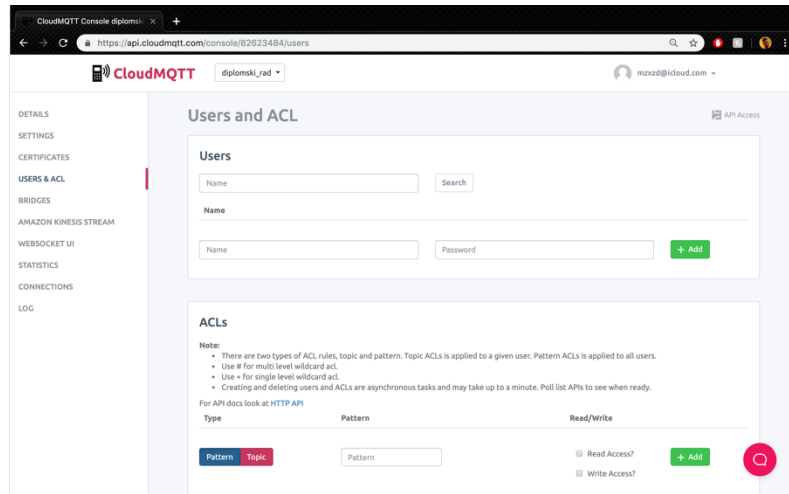 CloudMQTT Console diplomsk
https://api.cloudmqtt.com/console/82623484/users
CloudMQTT
diplomski_rad
mzxzd@icloud.com
DETAILS
SETTINGS
CERTIFICATES
USERS & ACL
BRIDGES
AMAZON KINESIS STREAM
WEBSOCKET UI
STATISTICS
CONNECTIONS
LOG
Users and ACL
API Access
Users
Name
Search
Name
Name
Password
+ Add
ACLs
Note:
• There are two types of ACL rules, topic and pattern. Topic ACLs is applied to a given user. Pattern ACLs is applied to all users.
• Use # for multi level wildcard acl.
• Use + for single level wildcard acl.
• Creating and deleting users and ACLs are asynchronous tasks and may take up to a minute. Poll list APIs to see when ready.
For API docs look at HTTP API
Type Pattern Read/Write
Pattern Topic
Pattern
Read Access?
Write Access?
+ Add